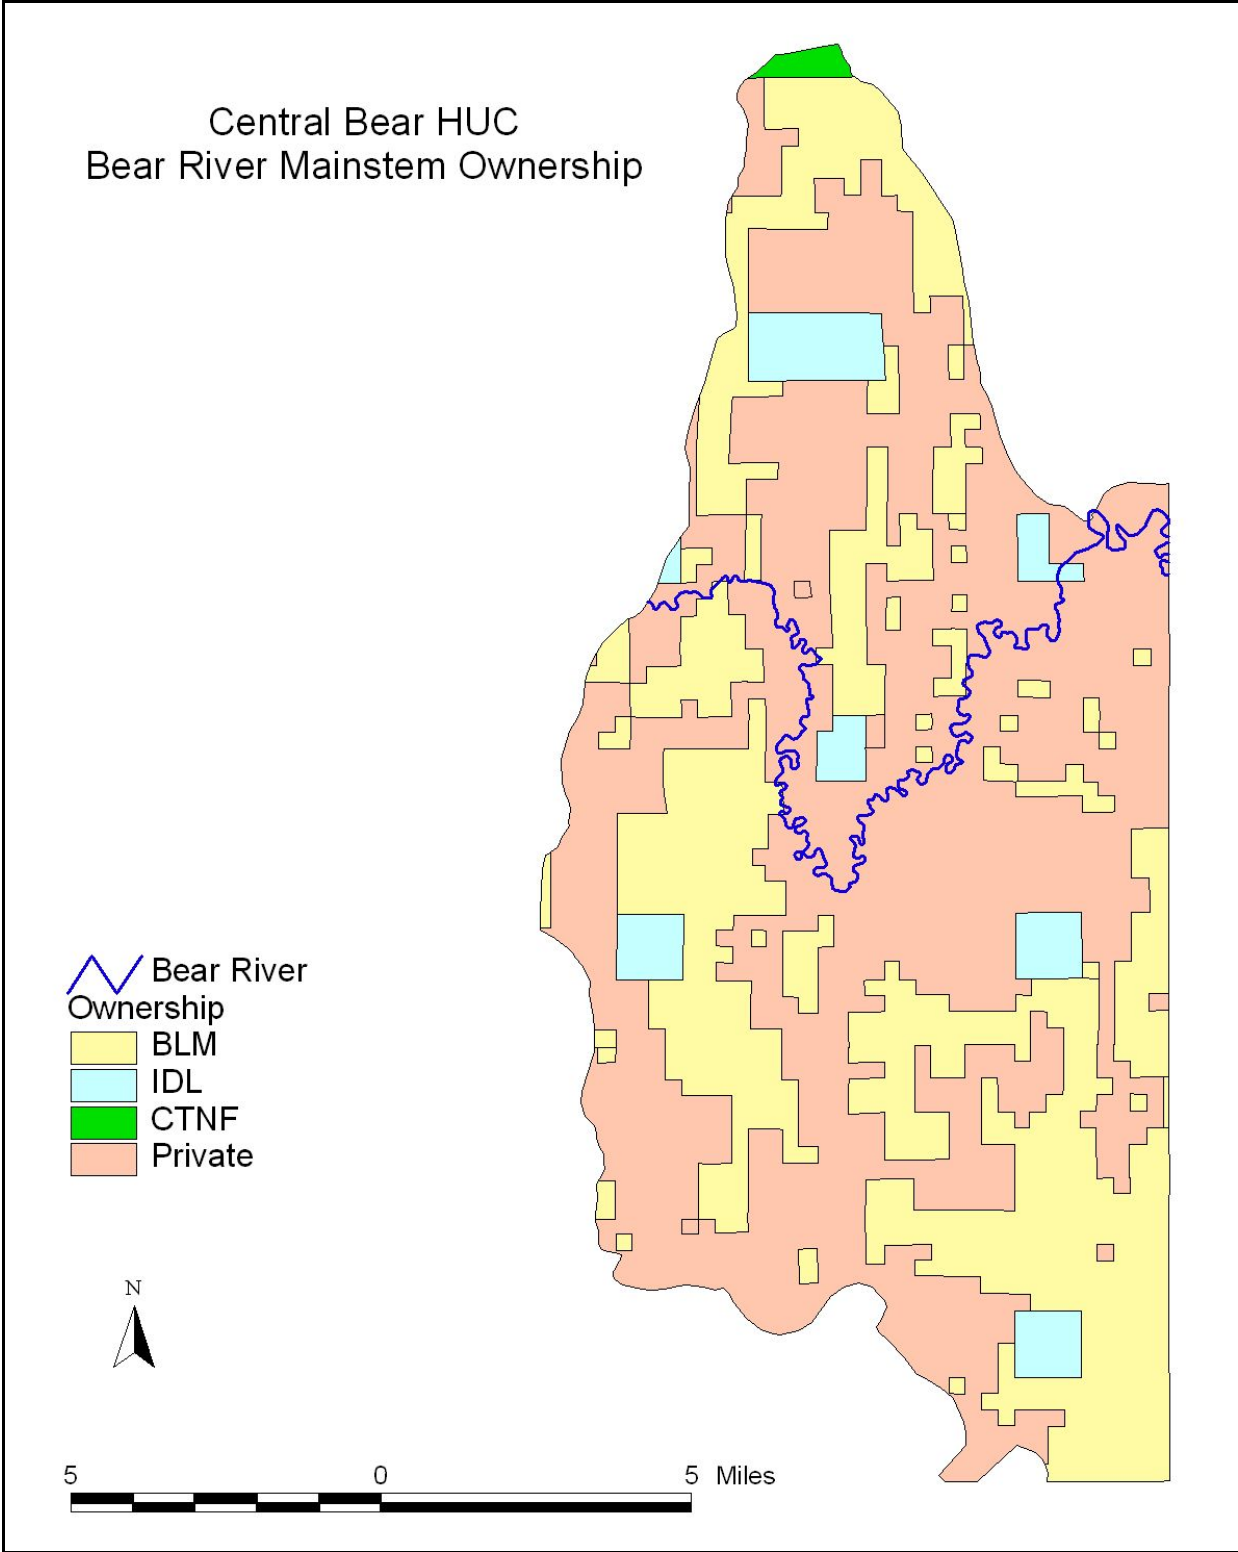 Central Bear HUC
Bear River Mainstem Ownership
Bear River
Ownership
BLM
IDL
CTNF
Private
N
5 0 5 Miles